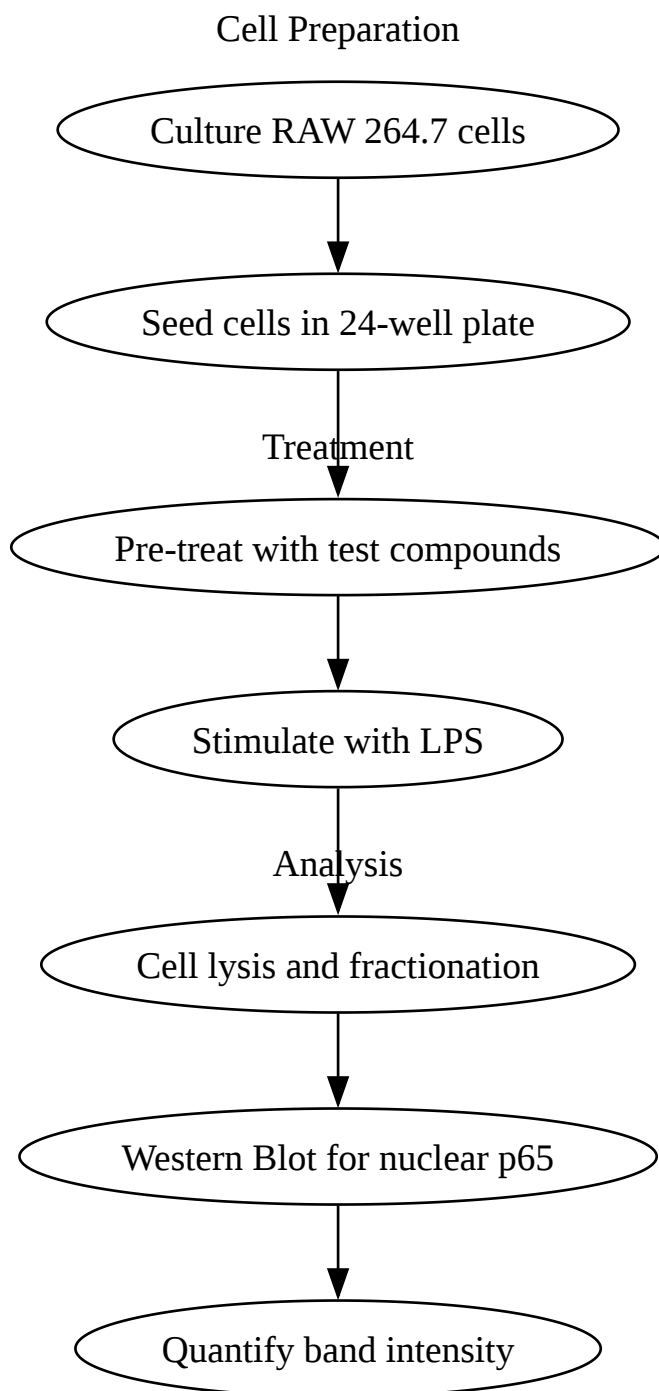 Cell Preparation
Culture RAW 264.7 cells
Seed cells in 24-well plate
Treatment
Pre-treat with test compounds
Stimulate with LPS
Analysis
Cell lysis and fractionation
Western Blot for nuclear p65
Quantify band intensity